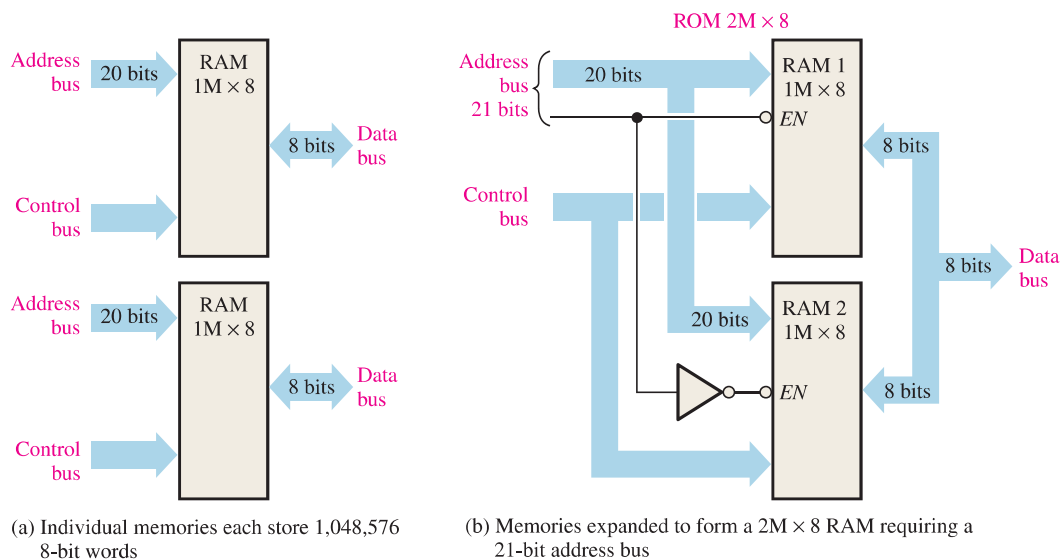 RAM
1M × 8
Address
bus
20 bits
8 bits
Data
bus
Control
bus
RAM
1M × 8
Address
bus
20 bits
8 bits
Data
bus
Control
bus
(a) Individual memories each store 1,048,576
8-bit words
ROM 2M × 8
Address
bus
21 bits
20 bits
RAM 1
1M × 8
EN
8 bits
Control
bus
8 bits
Data
bus
20 bits
RAM 2
1M × 8
EN
8 bits
(b) Memories expanded to form a 2M × 8 RAM requiring a
21-bit address bus